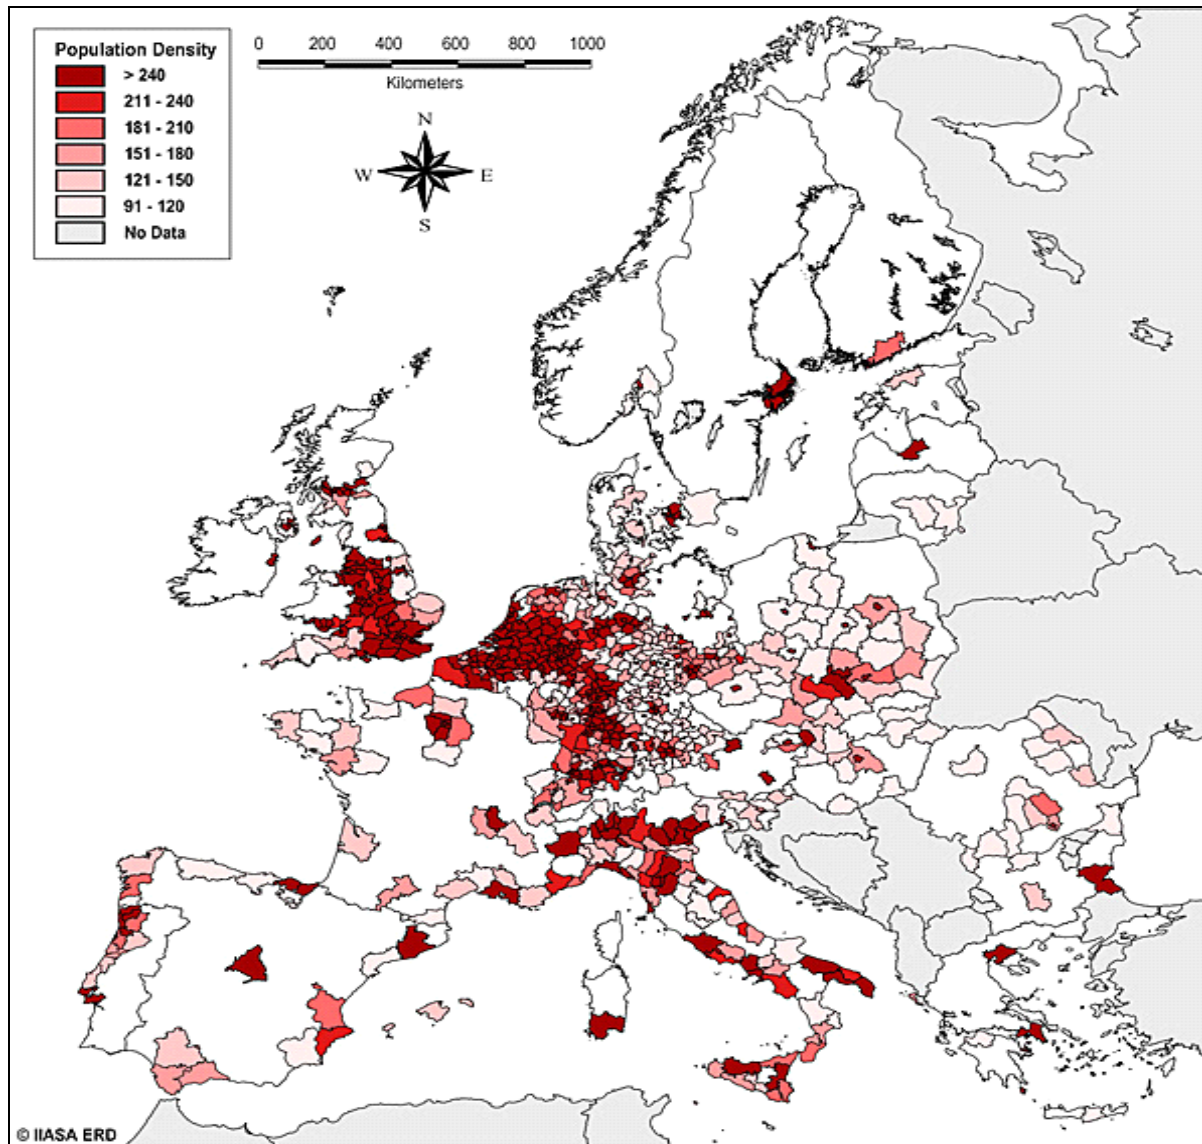 Population Density
> 240
211 - 240
181 - 210
151 - 180
121 - 150
91 - 120
No Data
0 200 400 600 800 1000
Kilometers
N
W E
S
© IIASA ERD